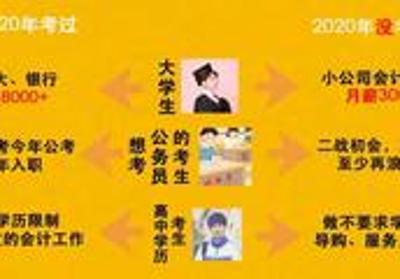 20年考过
2020年没
大、银行
8000+
大学生
小公司会计
月薪300
考今年公考
年入职
想考公务员的考生
二战初会,
至少再浪
学历限制
的会计工作
高中学历考生
做不要求学
导购、服务